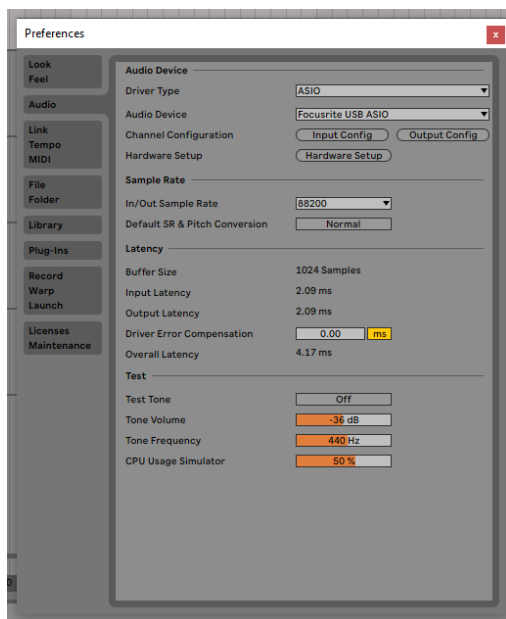 Preferences
x
Look
Feel
Audio
Link
Tempo
MIDI
File
Folder
Library
Plug-Ins
Record
Warp
Launch
Licenses
Maintenance
Audio Device
Driver Type ASIO
Audio Device Focusrite USB ASIO
Channel Configuration Input Config Output Config
Hardware Setup Hardware Setup
Sample Rate
In/Out Sample Rate 88200
Default SR & Pitch Conversion Normal
Latency
Buffer Size 1024 Samples
Input Latency 2.09 ms
Output Latency 2.09 ms
Driver Error Compensation 0.00 ms
Overall Latency 4.17 ms
Test
Test Tone Off
Tone Volume -36 dB
Tone Frequency 440 Hz
CPU Usage Simulator 50 %
0